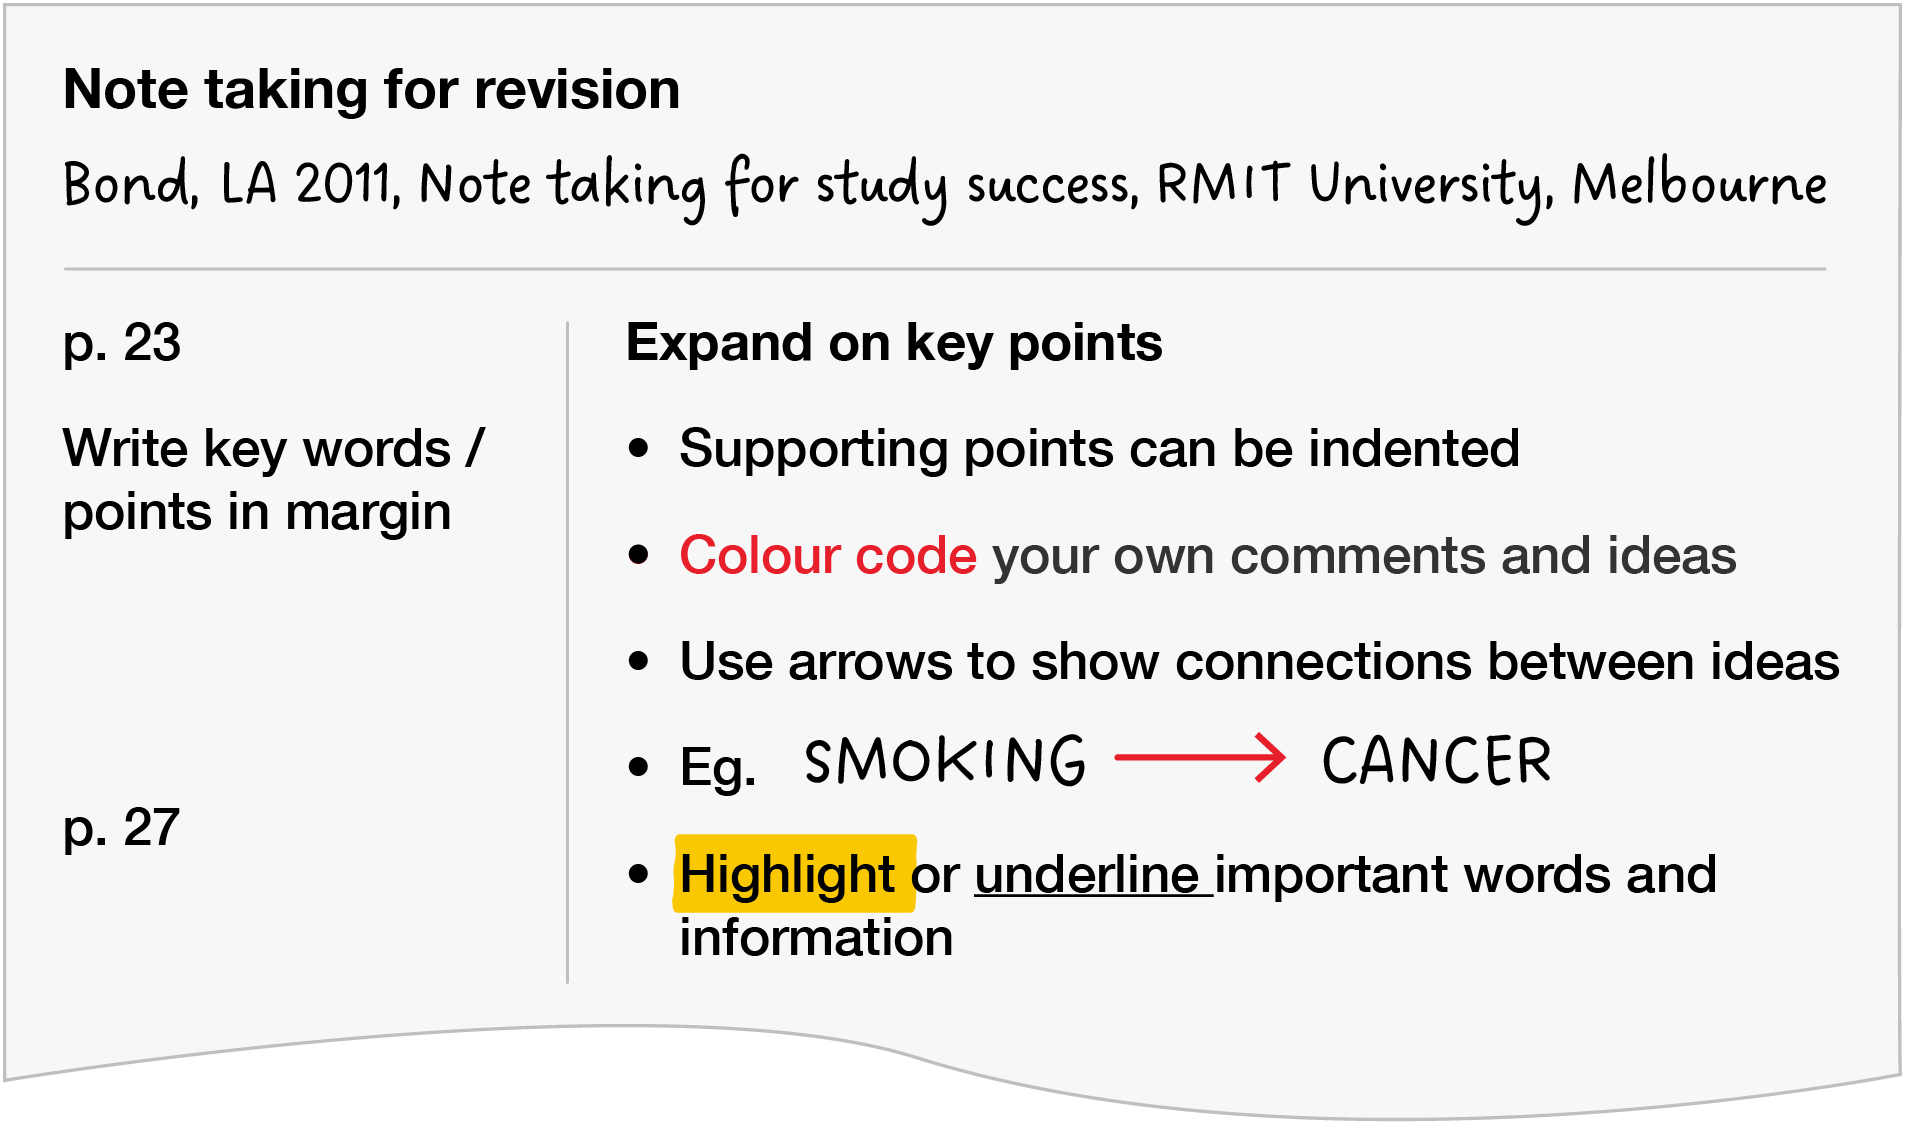 Note taking for revision
Bond, LA 2011, Note taking for study success, RMIT University, Melbourne
p. 23
Write key words /
points in margin
p. 27
Expand on key points
• Supporting points can be indented
• Colour code your own comments and ideas
• Use arrows to show connections between ideas
• Eg. SMOKING → CANCER
• Highlight or underline important words and
information